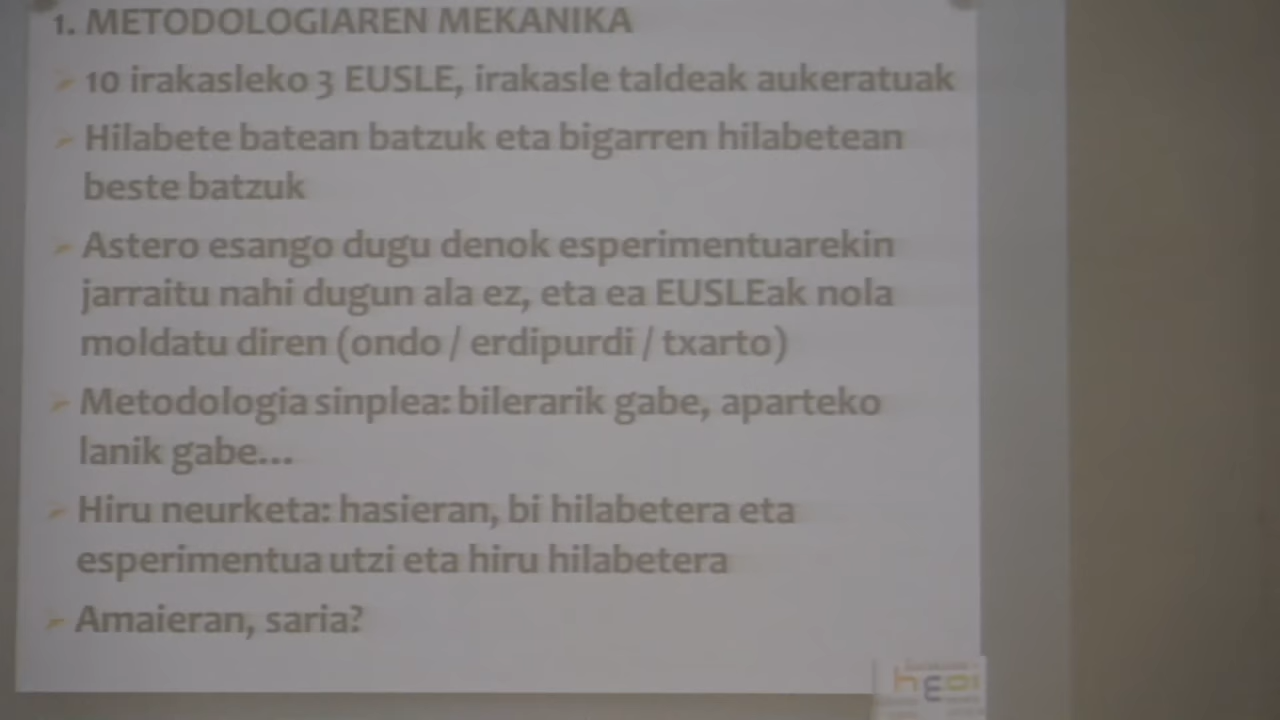 1. METODOLOGIAREN MEKANIKA
10 irakasleko 3 EUSLE, irakasle taldeak aukeratuak
Hilabete batean batzuk eta bigarren hilabetean
beste batzuk
Astero esango dugu denok esperimentuarekin
jarraitu nahi dugun ala ez, eta ea EUSLEak nola
moldatu diren (ondo / erdipurdi / txarto)
Metodologia sinplea: bilerarik gabe, aparteko
lanik gabe...
Hiru neurketa: hasieran, bi hilabetera eta
esperimentua utzi eta hiru hilabetera
Amaieran, saria?